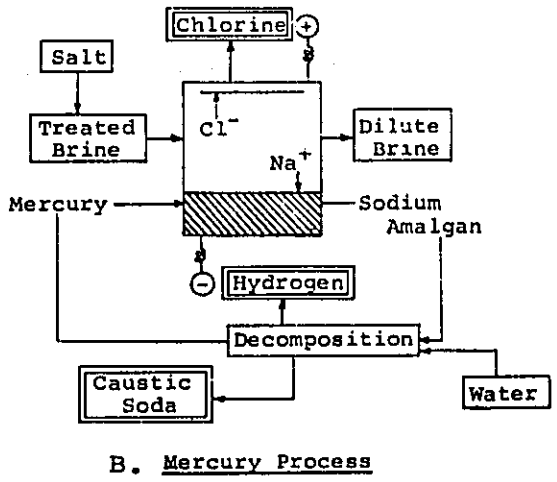 Chlorine
+
Salt
Treated
Brine
Cl⁻
Dilute
Brine
Na⁺
Mercury
Sodium
Amalgan
−
Hydrogen
Decomposition
Caustic
Soda
Water
B. Mercury Process